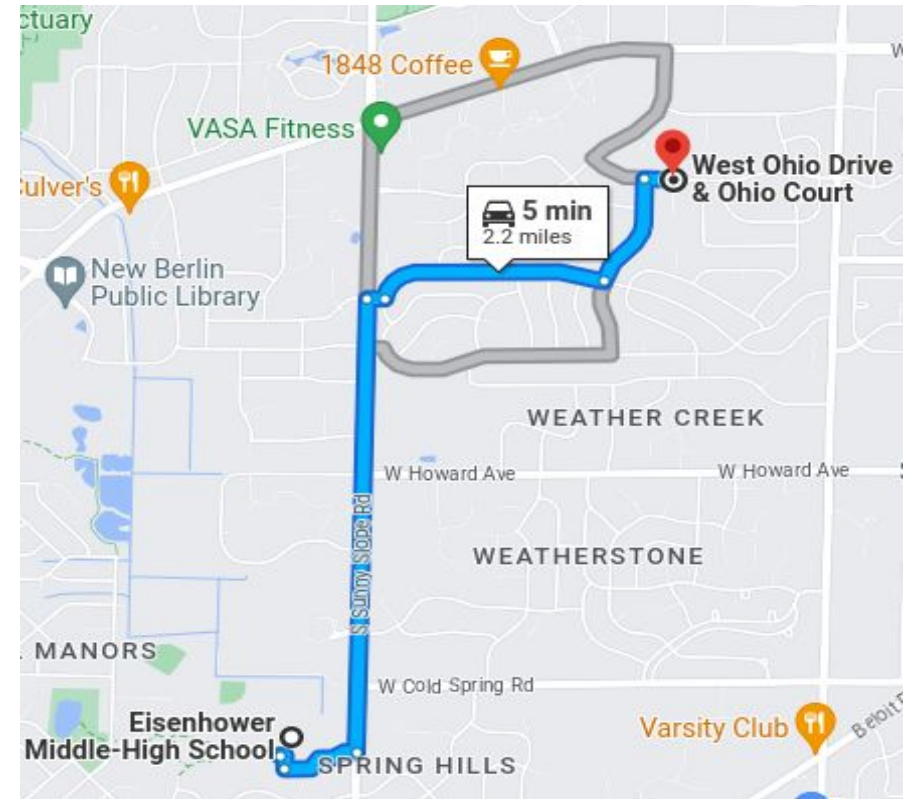 ctuary
1848 Coffee
W
VASA Fitness
Culver's
West Ohio Drive
& Ohio Court
5 min
2.2 miles
New Berlin
Public Library
WEATHER CREEK
W Howard Ave
W Howard Ave
S Sunny Slope Rd
WEATHERSTONE
MANORS
W Cold Spring Rd
Eisenhower
Middle-High School
Varsity Club
Beloit
SPRING HILLS